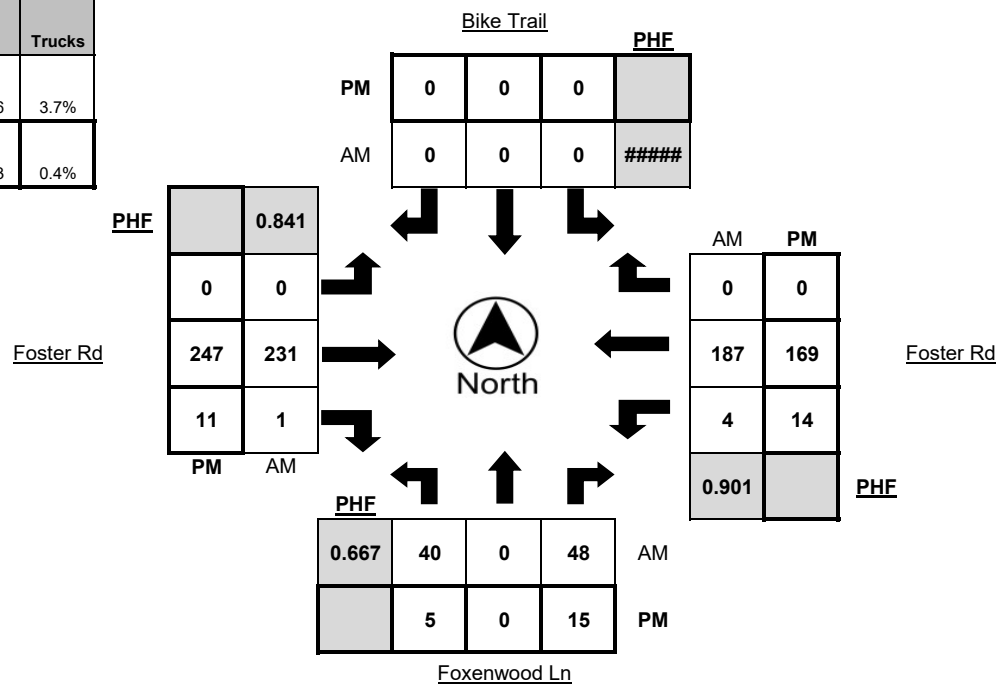 Trucks
3.7%
0.4%
Bike Trail
PHF
PM 0 0 0
AM 0 0 0 #####
PHF 0.841
AM PM
0 0
0 0
Foster Rd 247 231
North
187 169 Foster Rd
11 1
4 14
PM AM
0.901 PHF
PHF
0.667 40 0 48 AM
5 0 15 PM
Foxenwood Ln